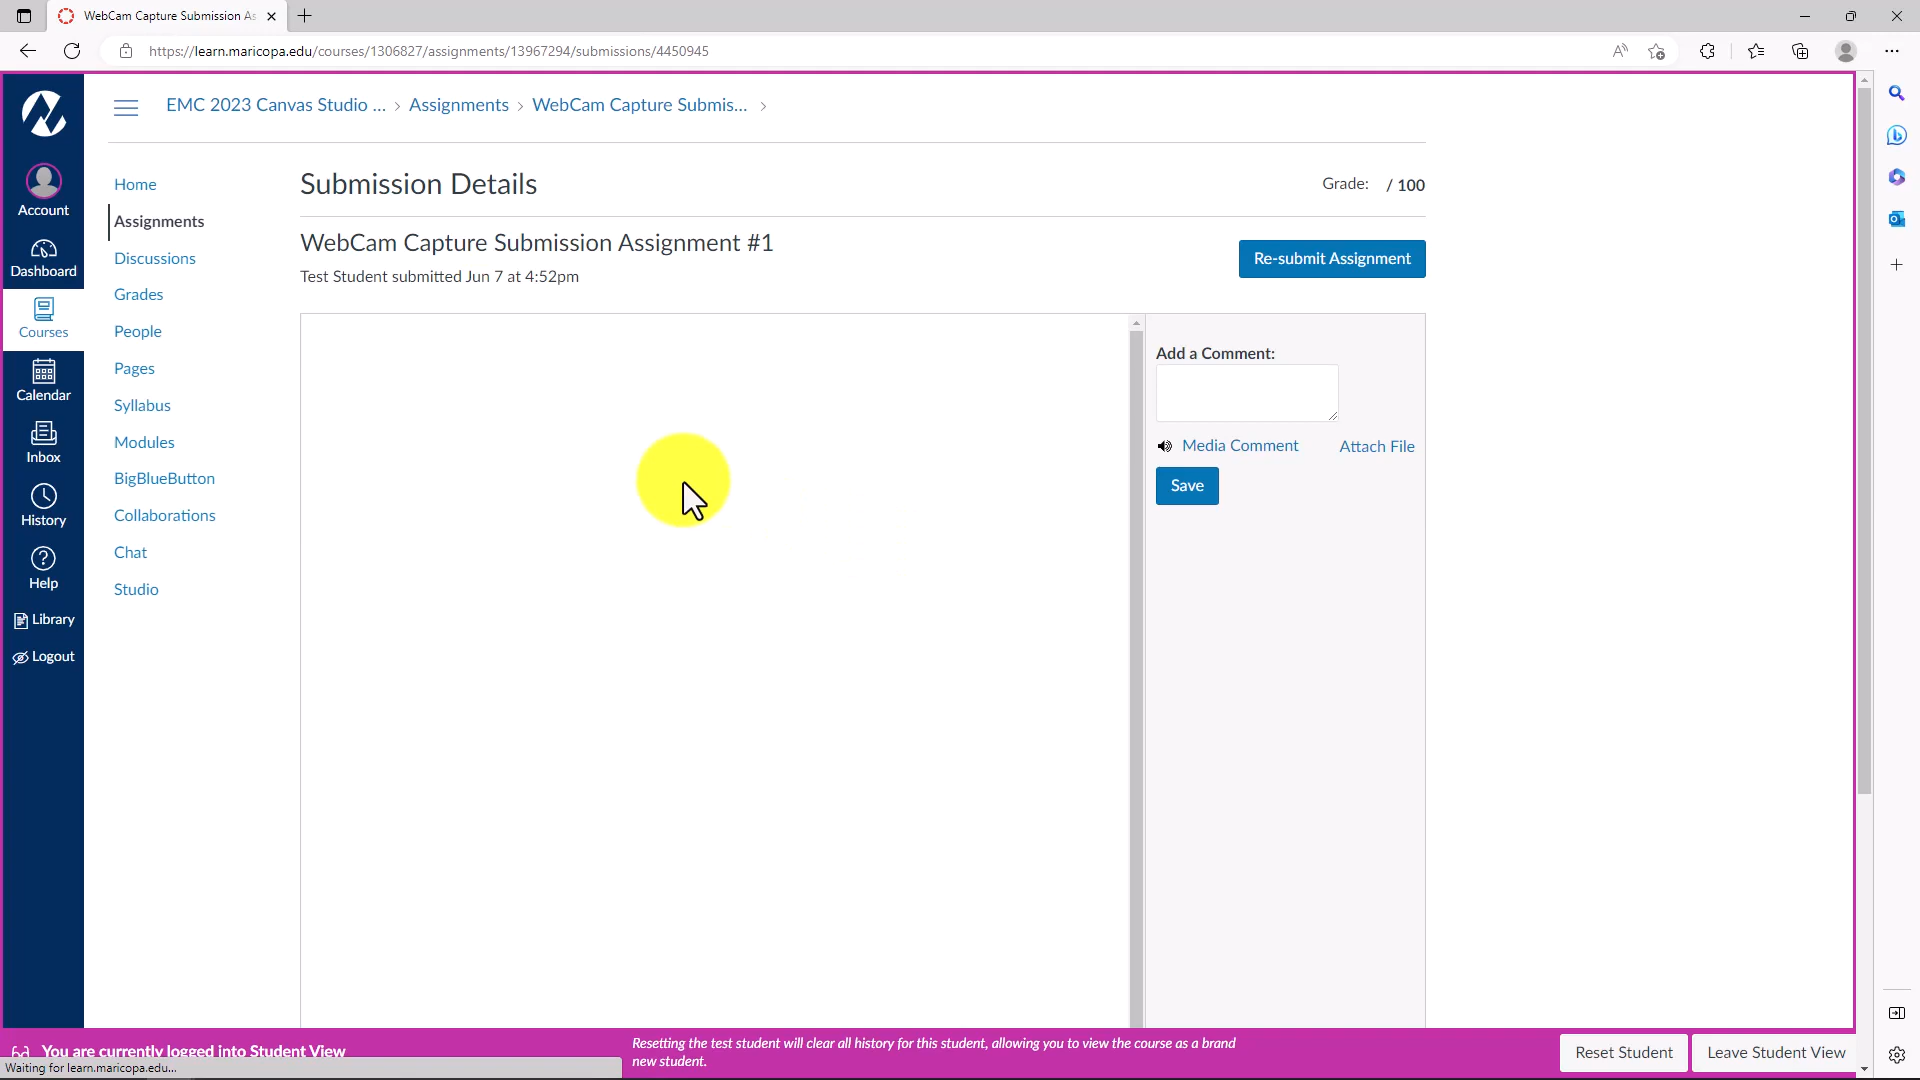 WebCam Capture Submission As
https://learn.maricopa.edu/courses/1306827/assignments/13967294/submissions/4450945
EMC 2023 Canvas Studio ... › Assignments › WebCam Capture Submis... ›
Account
Dashboard
Courses
Calendar
Inbox
History
Help
Library
Logout
Home
Assignments
Discussions
Grades
People
Pages
Syllabus
Modules
BigBlueButton
Collaborations
Chat
Studio
Submission Details
Grade: / 100
WebCam Capture Submission Assignment #1
Test Student submitted Jun 7 at 4:52pm
Re-submit Assignment
Add a Comment:
Media Comment
Attach File
Save
You are currently logged into Student View
Waiting for learn.maricopa.edu...
Resetting the test student will clear all history for this student, allowing you to view the course as a brand
new student.
Reset Student
Leave Student View